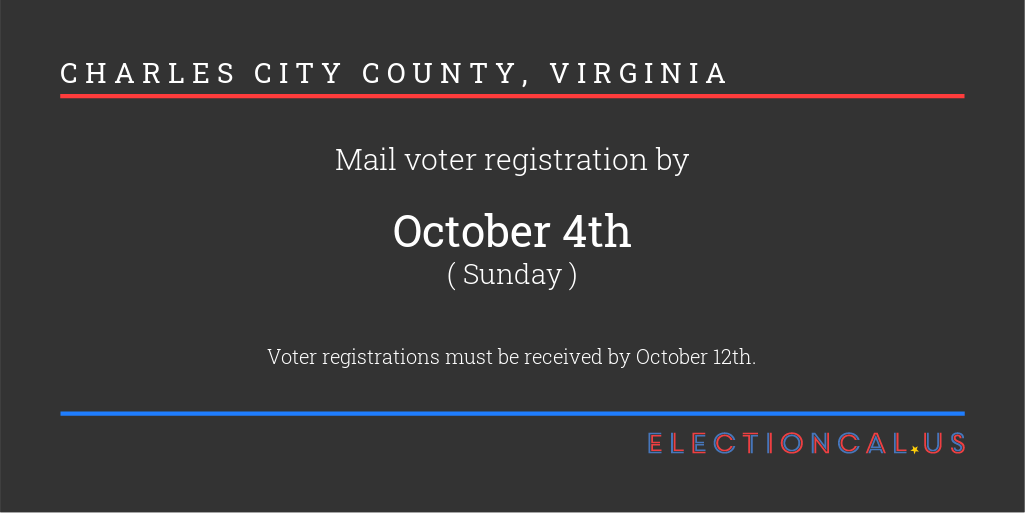 CHARLES CITY COUNTY, VIRGINIA
Mail voter registration by
October 4th
( Sunday )
Voter registrations must be received by October 12th.
ELECTIONCAL.US